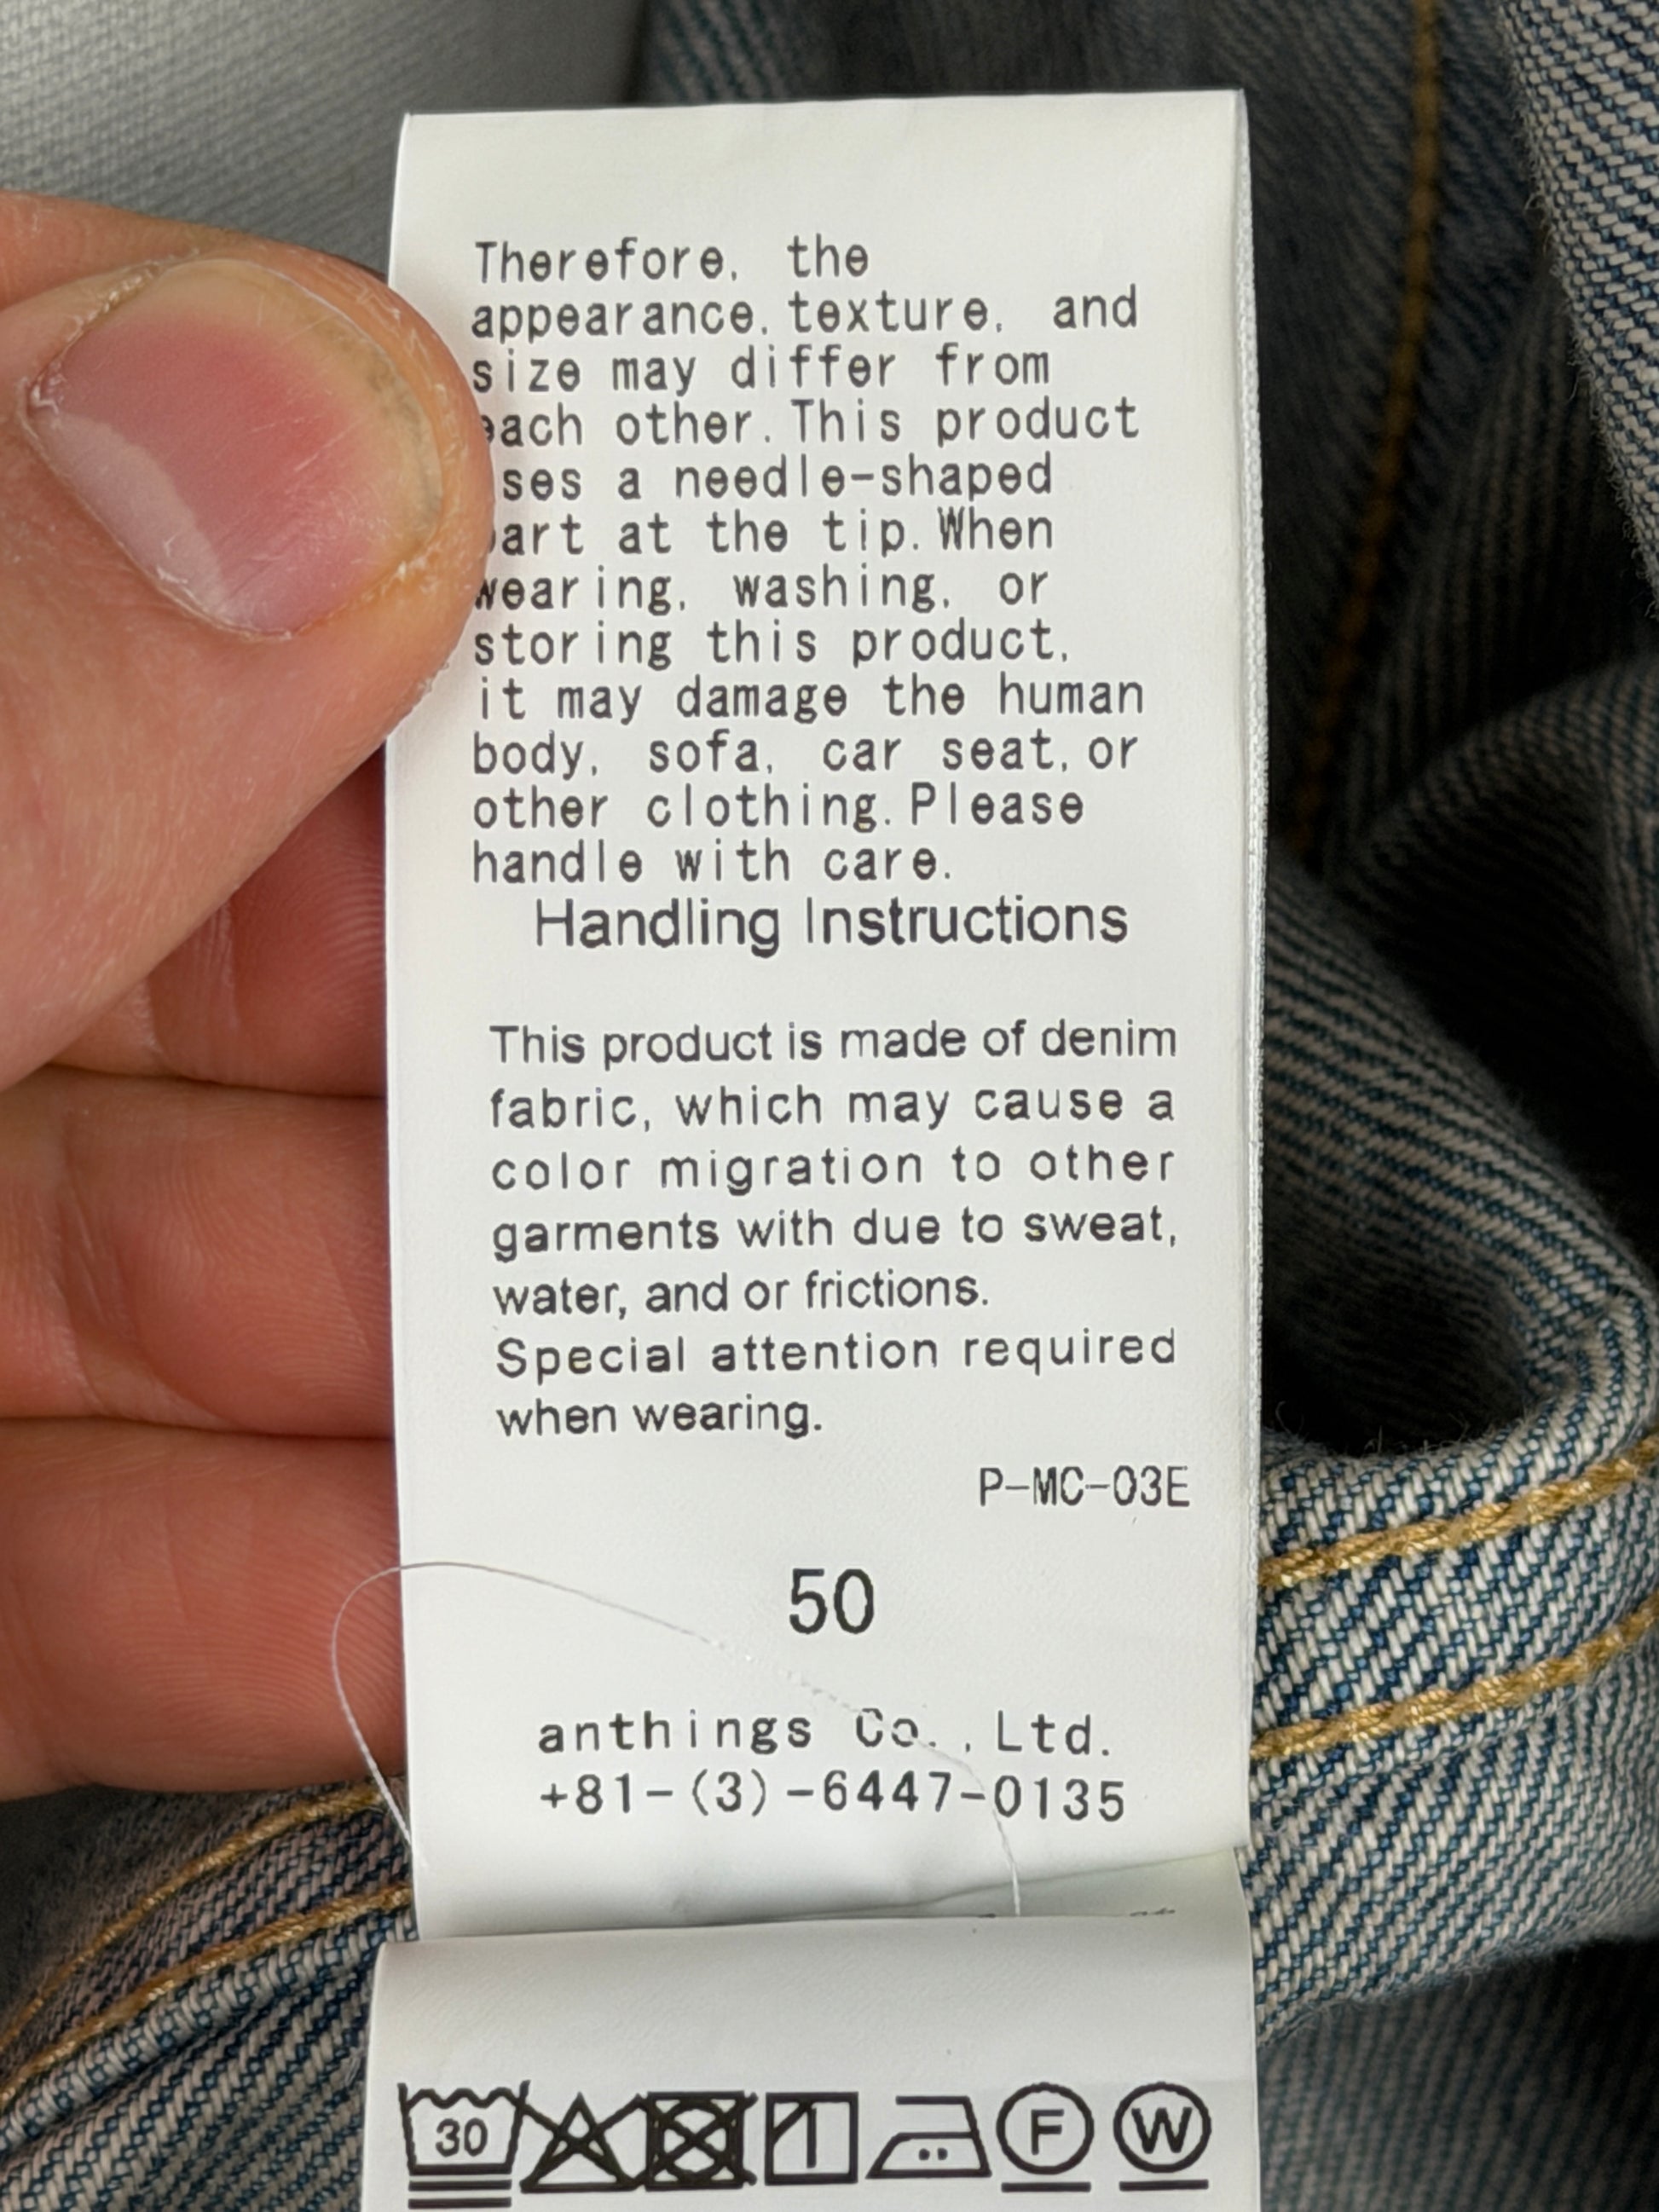 Therefore, the
appearance, texture, and
size may differ from
each other. This product
uses a needle-shaped
part at the tip. When
wearing, washing, or
storing this product,
it may damage the human
body, sofa, car seat, or
other clothing. Please
handle with care.
Handling Instructions
This product is made of denim
fabric, which may cause a
color migration to other
garments with due to sweat,
water, and or frictions.
Special attention required
when wearing.
P-MC-03E
50
anthings Co., Ltd.
+81-(3)-6447-0135
30 F W